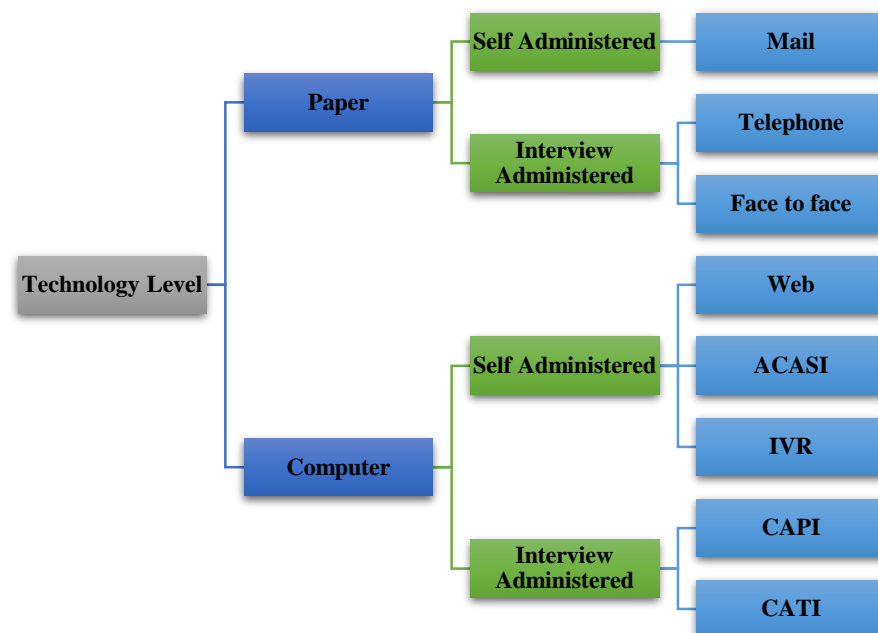 Self Administered
Mail
Paper
Telephone
Interview
Administered
Face to face
Technology Level
Web
Self Administered
ACASI
IVR
Computer
CAPI
Interview
Administered
CATI